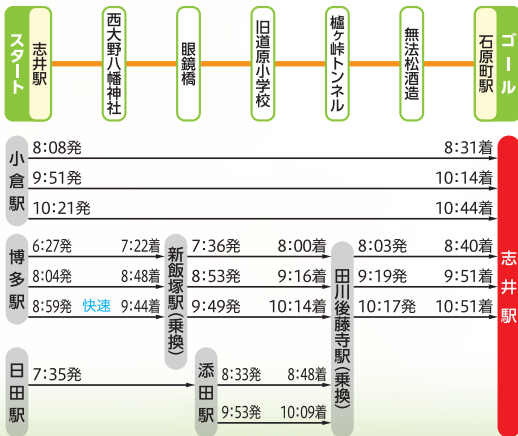 スタート
志井駅
西大野八幡神社
眼鏡橋
旧道原小学校
櫨ヶ峠トンネル
無法松酒造
石原町駅
ゴール
小倉駅
8:08発 8:31着
9:51発 10:14着
10:21発 10:44着
博多駅
6:27発 7:22着
8:04発 8:48着
8:59発 快速 9:44着
新飯塚駅(乗換)
7:36発 8:00着
8:53発 9:16着
9:49発 10:14着
田川後藤寺駅(乗換)
8:03発 8:40着
9:19発 9:51着
10:17発 10:51着
志井駅
日田駅
7:35発
添田駅
8:33発 8:48着
9:53発 10:09着